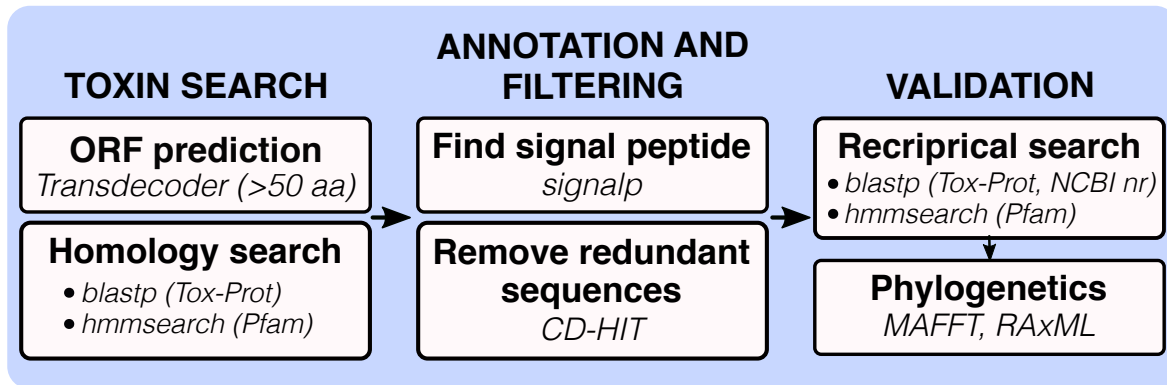 TOXIN SEARCH
ORF prediction
Transdecoder (>50 aa)
Homology search
• blastp (Tox-Prot)
• hmmsearch (Pfam)
ANNOTATION AND
FILTERING
Find signal peptide
signalp
Remove redundant
sequences
CD-HIT
VALIDATION
Recriprical search
• blastp (Tox-Prot, NCBI nr)
• hmmsearch (Pfam)
Phylogenetics
MAFFT, RAxML